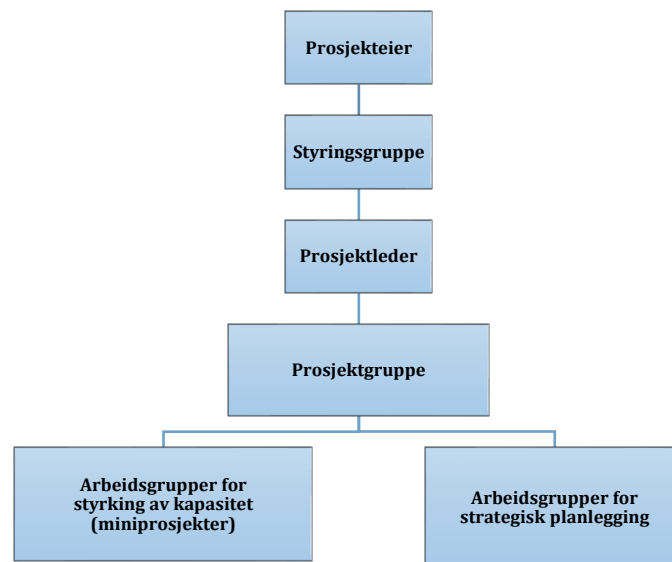 Prosjekteier
Styringsgruppe
Prosjektleder
Prosjektgruppe
Arbeidsgrupper for
styrking av kapasitet
(miniprosjekter)
Arbeidsgrupper for
strategisk planlegging